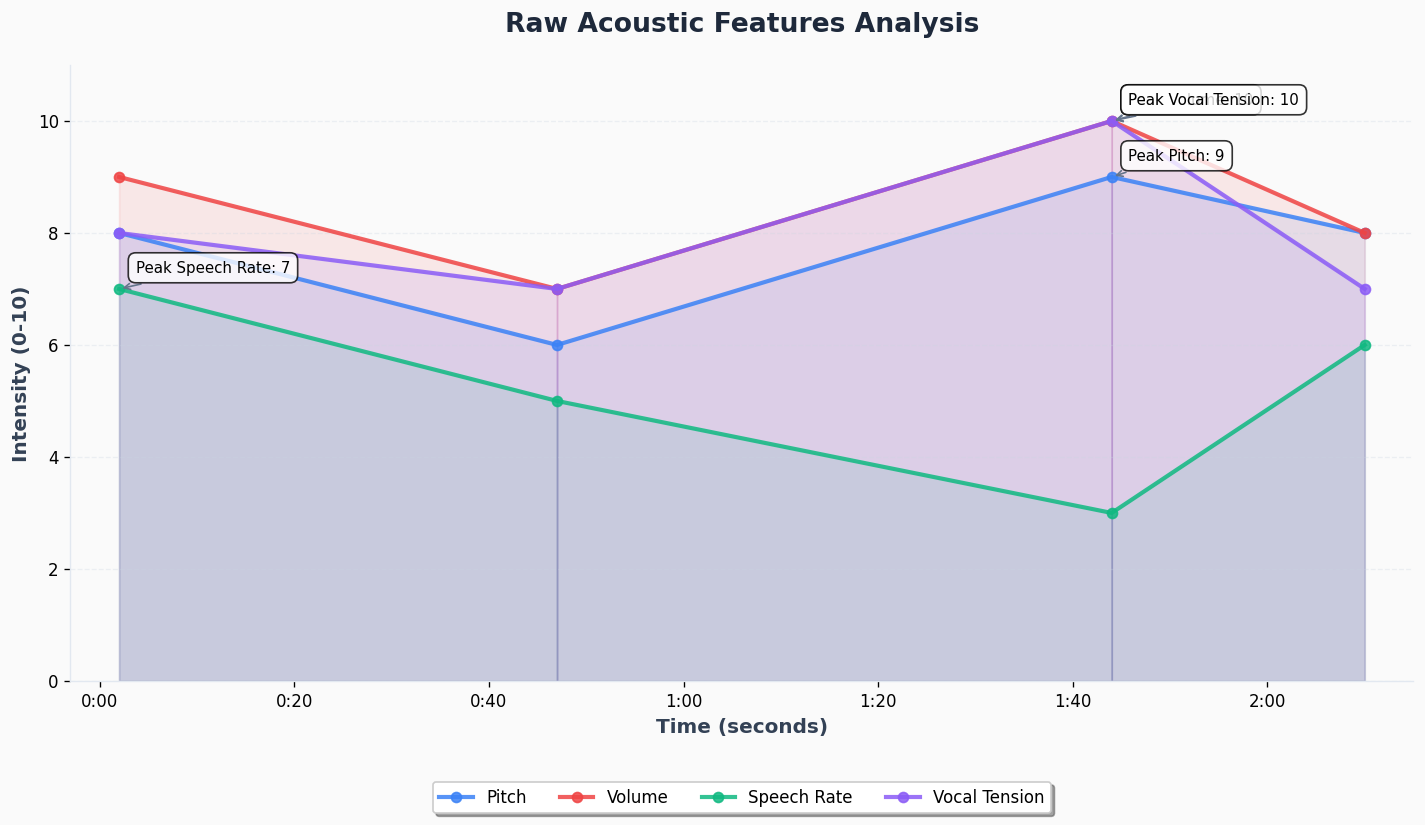 Raw Acoustic Features Analysis
Peak Vocal Tension: 10
Peak Pitch: 9
Peak Speech Rate: 7
Intensity (0-10)
10
8
6
4
2
0
0:00 0:20 0:40 1:00 1:20 1:40 2:00
Time (seconds)
Pitch Volume Speech Rate Vocal Tension